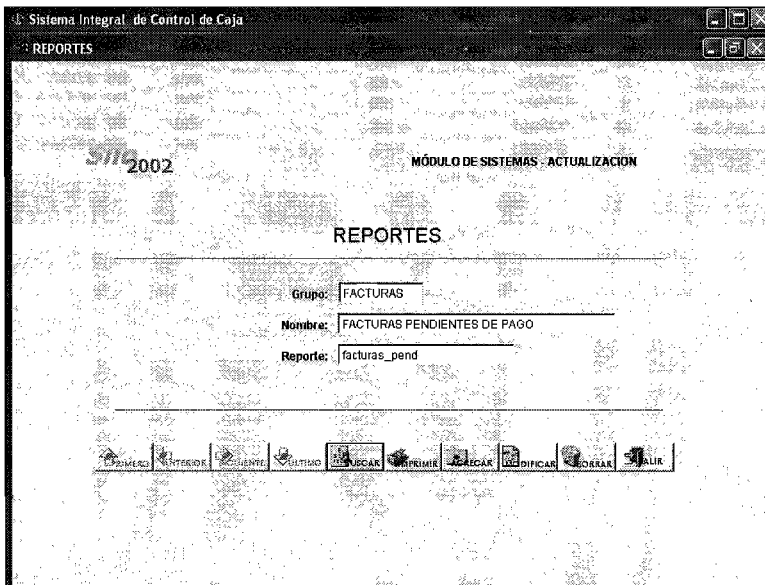 Sistema Integral de Control de Caja
REPORTES
2002
MÓDULO DE SISTEMAS - ACTUALIZACION
REPORTES
Grupo: FACTURAS
Nombre: FACTURAS PENDIENTES DE PAGO
Reporte: facturas_pend
PRIMERO ANTERIOR SIGUIENTE ULTIMO BUSCAR IMPRIMIR AGREGAR MODIFICAR BORRAR SALIR